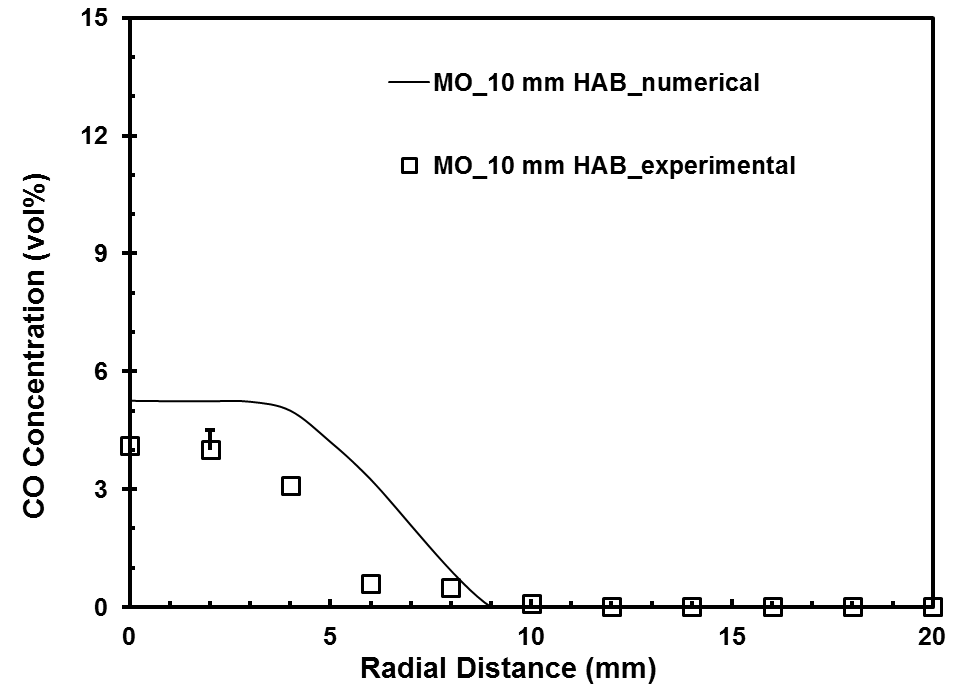 15
12
9
6
3
0
CO Concentration (vol%)
MO_10 mm HAB_numerical
MO_10 mm HAB_experimental
0 5 10 15 20
Radial Distance (mm)